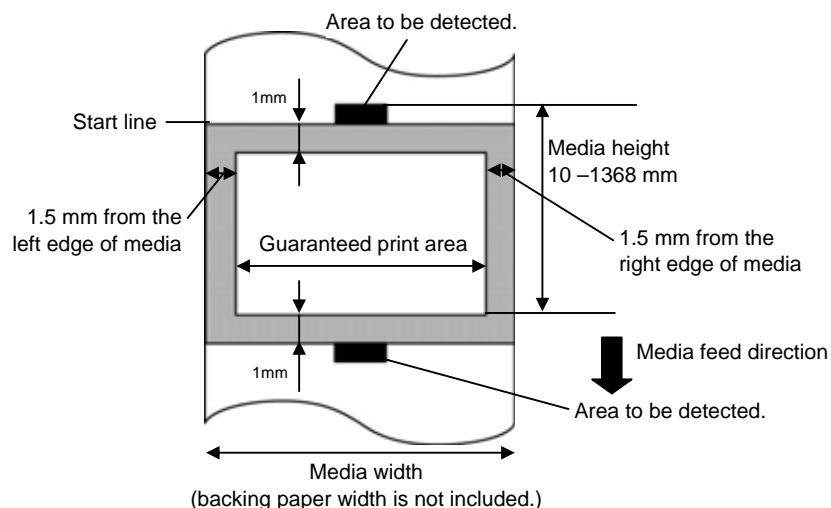 Area to be detected.
1mm
Start line
Media height
10 –1368 mm
1.5 mm from the
left edge of media
Guaranteed print area
1.5 mm from the
right edge of media
1mm
Media feed direction
Area to be detected.
Media width
(backing paper width is not included.)